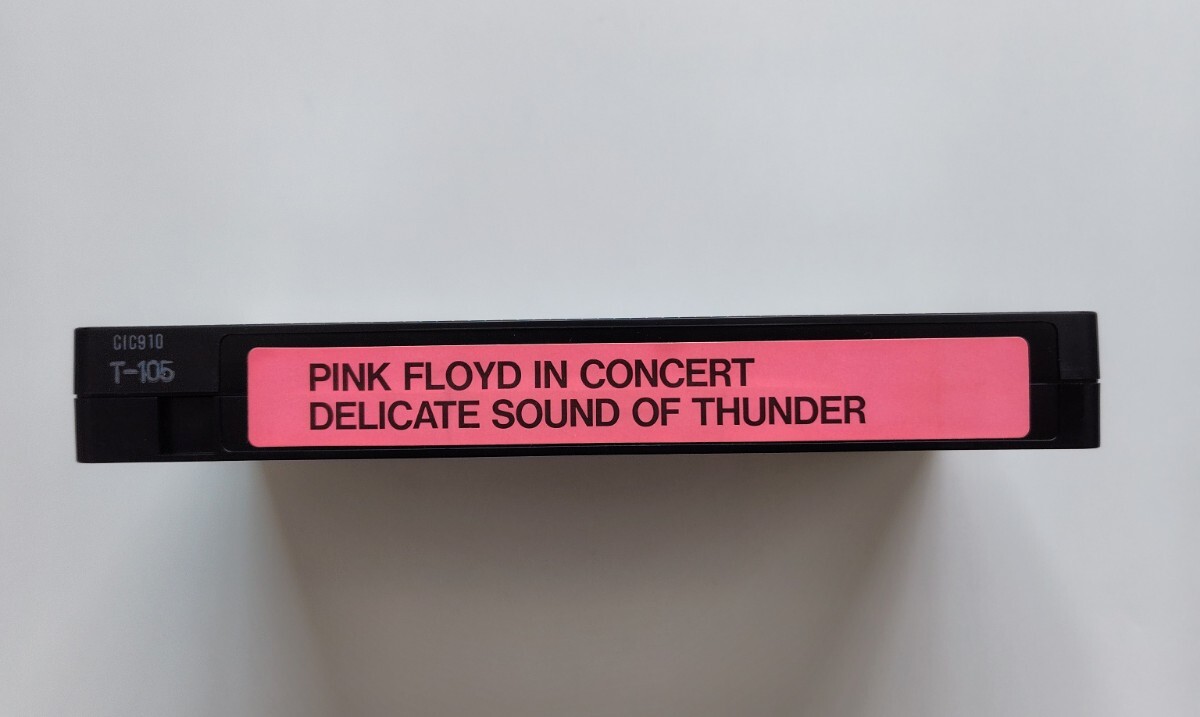 CIC910
T-105
PINK FLOYD IN CONCERT
DELICATE SOUND OF THUNDER